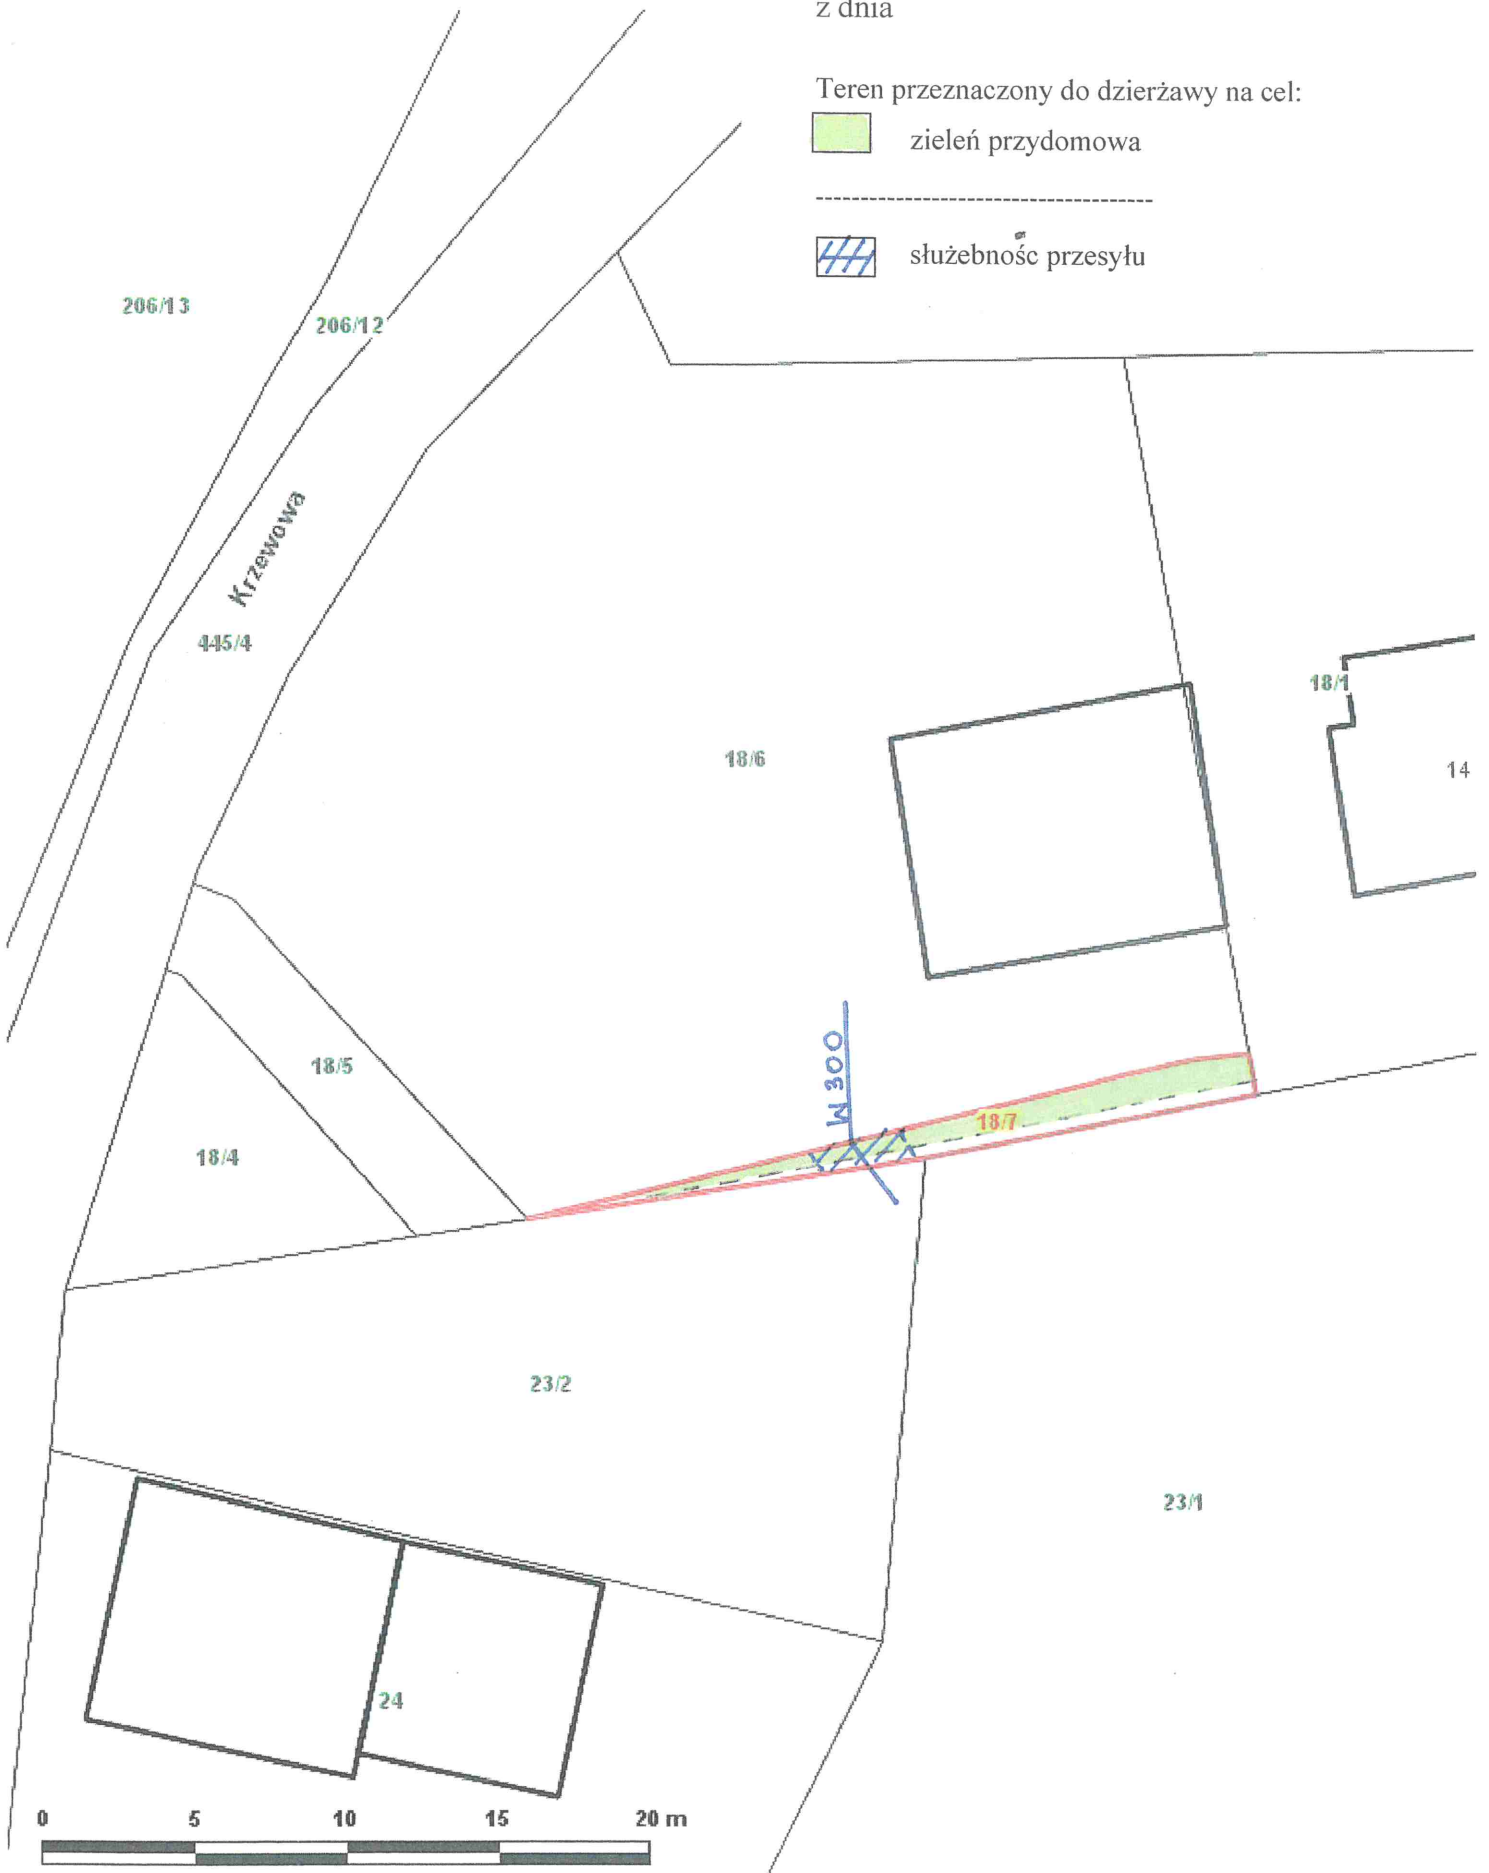 z dnia
Teren przeznaczony do dzierżawy na cel:
zieleń przydomowa
służebność przesyłu
206/13
206/12
Krzewowa
445/4
18/1
18/6
14
W 300
18/5
18/7
18/4
23/2
23/1
24
0 5 10 15 20 m